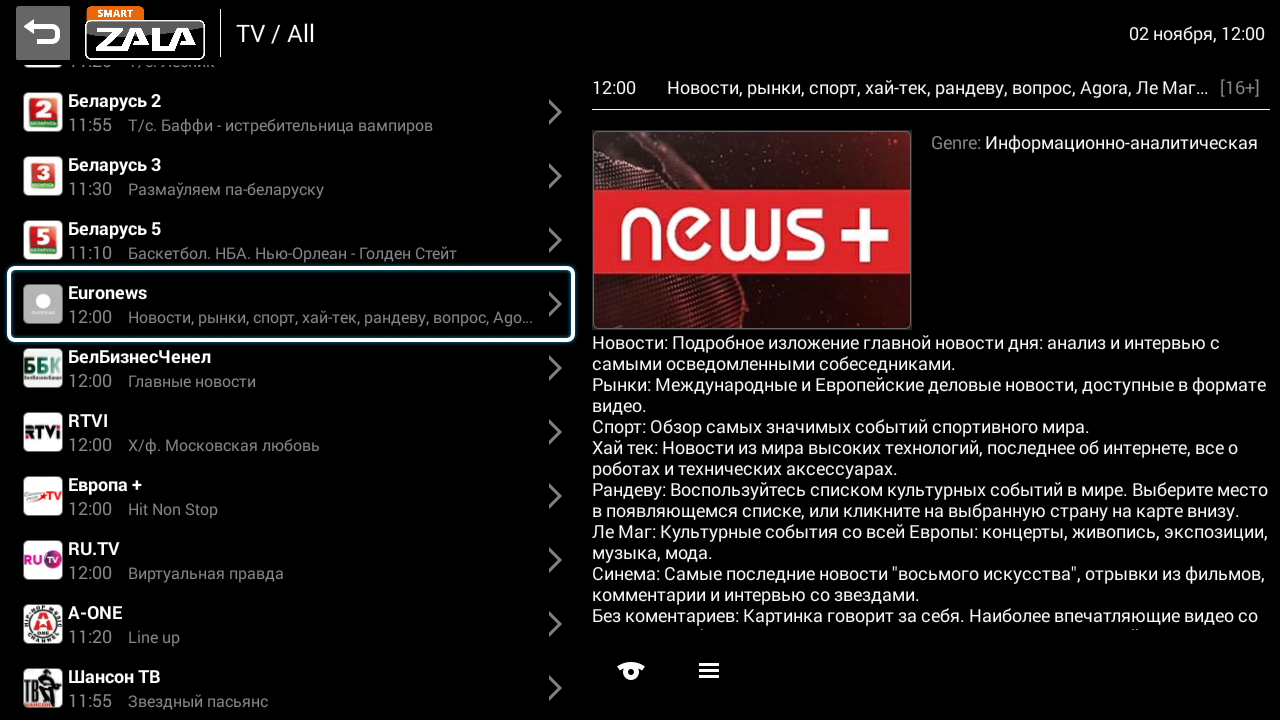 SMART
ZALA
TV / All
02 ноября, 12:00
Беларусь 2
11:55 Т/с. Баффи - истребительница вампиров
Беларусь 3
11:30 Размаўляем па-беларуску
Беларусь 5
11:10 Баскетбол. НБА. Нью-Орлеан - Голден Стейт
Euronews
12:00 Новости, рынки, спорт, хай-тек, рандеву, вопрос, Ago...
БелБизнесЧенел
12:00 Главные новости
RTVI
12:00 Х/ф. Московская любовь
Европа +
12:00 Hit Non Stop
RU.TV
12:00 Виртуальная правда
A-ONE
11:20 Line up
Шансон ТВ
11:55 Звездный пасьянс
12:00 Новости, рынки, спорт, хай-тек, рандеву, вопрос, Agora, Ле Маг... [16+]
news+
Genre: Информационно-аналитическая
Новости: Подробное изложение главной новости дня: анализ и интервью с
самыми осведомленными собеседниками.
Рынки: Международные и Европейские деловые новости, доступные в формате
видео.
Спорт: Обзор самых значимых событий спортивного мира.
Хай тек: Новости из мира высоких технологий, последнее об интернете, все о
роботах и технических аксессуарах.
Рандеву: Воспользуйтесь списком культурных событий в мире. Выберите место
в появляющемся списке, или кликните на выбранную страну на карте внизу.
Ле Маг: Культурные события со всей Европы: концерты, живопись, экспозиции,
музыка, мода.
Синема: Самые последние новости "восьмого искусства", отрывки из фильмов,
комментарии и интервью со звездами.
Без коментариев: Картинка говорит за себя. Наиболее впечатляющие видео со